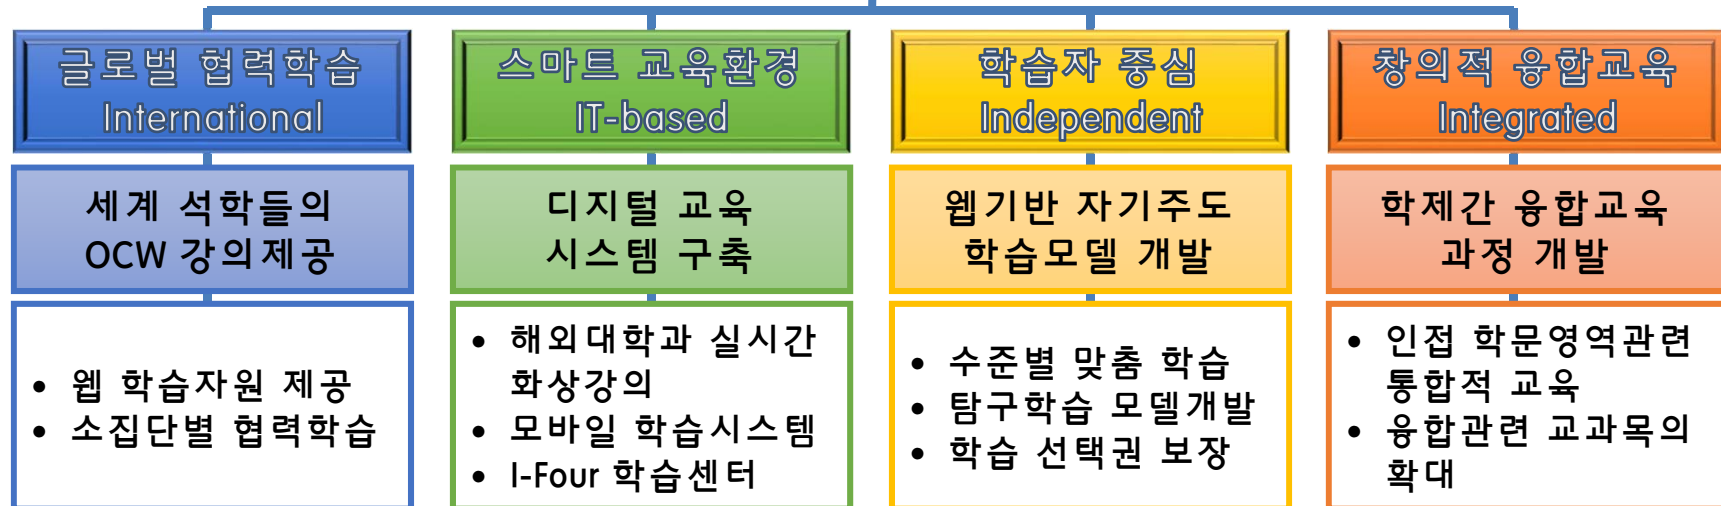 글로벌 협력학습
International
세계 석학들의
OCW 강의제공
• 웹 학습자원 제공
• 소집단별 협력학습
스마트 교육환경
IT-based
디지털 교육
시스템 구축
• 해외대학과 실시간
화상강의
• 모바일 학습시스템
• I-Four 학습센터
학습자 중심
Independent
웹기반 자기주도
학습모델 개발
• 수준별 맞춤 학습
• 탐구학습 모델개발
• 학습 선택권 보장
창의적 융합교육
Integrated
학제간 융합교육
과정 개발
• 인접 학문영역관련
통합적 교육
• 융합관련 교과목의
확대